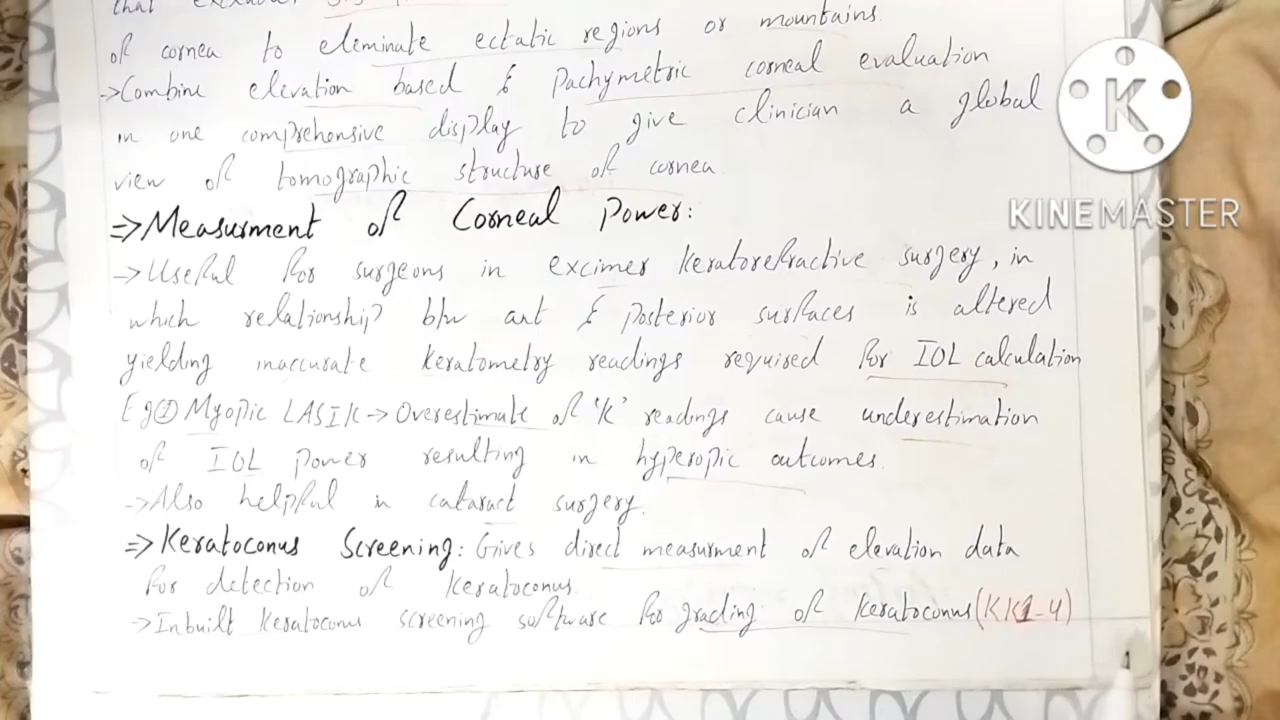 that
of cornea to eleminate ectatic regions or mountains.
→Combine elevation based & Pachymetric corneal evaluation
in one comprehensive display to give clinician a global
view of tomographic structure of cornea
⇒Measurment of Corneal Power:
→Useful for surgeons in excimer keratorefractive surgery, in
which relationship b/w ant & posterior surfaces is altered
yielding inaccurate keratometry readings required for IOL calculation
Eg① Myopic LASIK→Overestimate of 'K' readings cause underestimation
of IOL power resulting in hyperopic outcomes.
→Also helpful in cataract surgery.
⇒Keratoconus Screening: Gives direct measurment of elevation data
for detection of keratoconus.
→Inbuilt keratoconus screening software for grading of keratoconus(KK1-4)
K
KINEMASTER